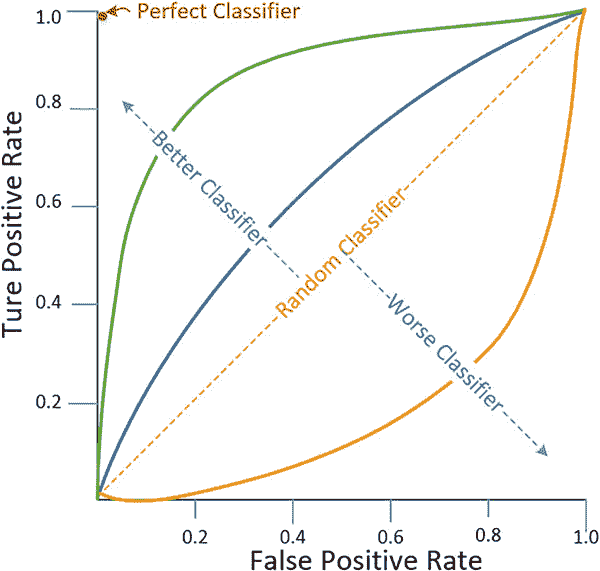 Perfect Classifier
1.0
0.8
0.6
0.4
0.2
Ture Positive Rate
Better Classifier
Random Classifier
Worse Classifier
0.2 0.4 0.6 0.8 1.0
False Positive Rate